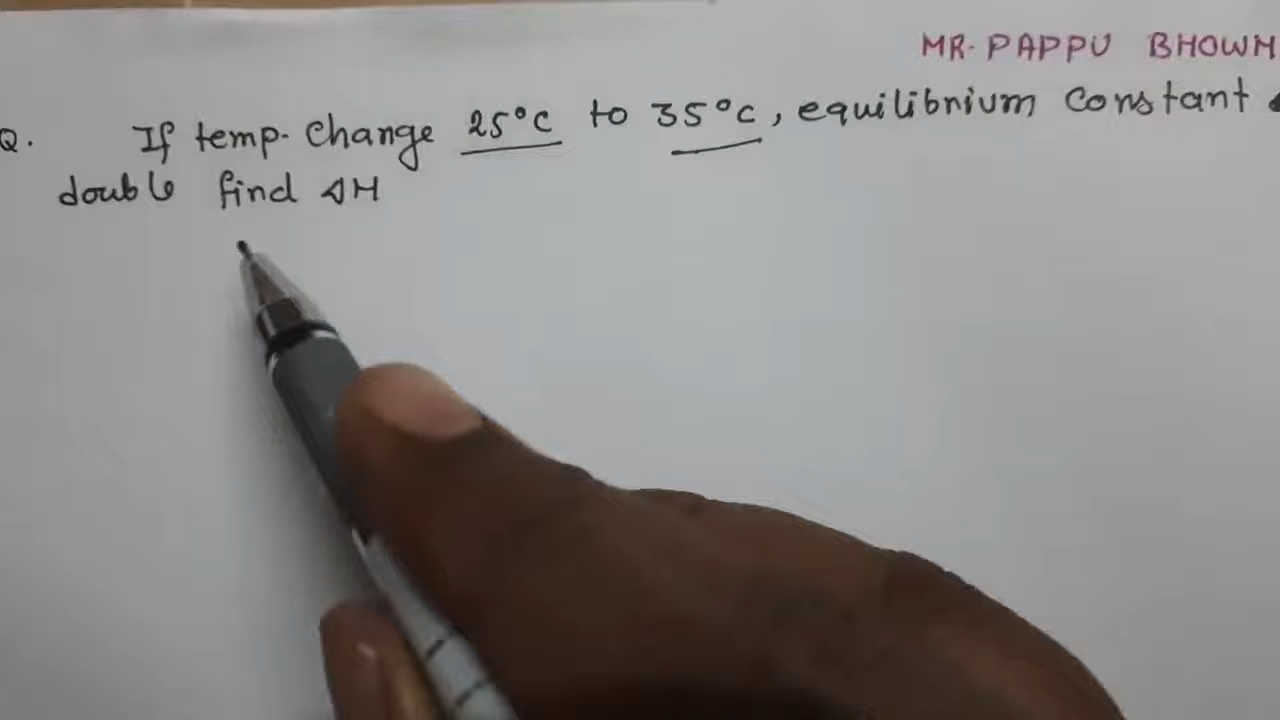 MR. PAPPU BHOWM
Q. If temp. change 25°C to 35°C, equilibrium constant
double find ΔH